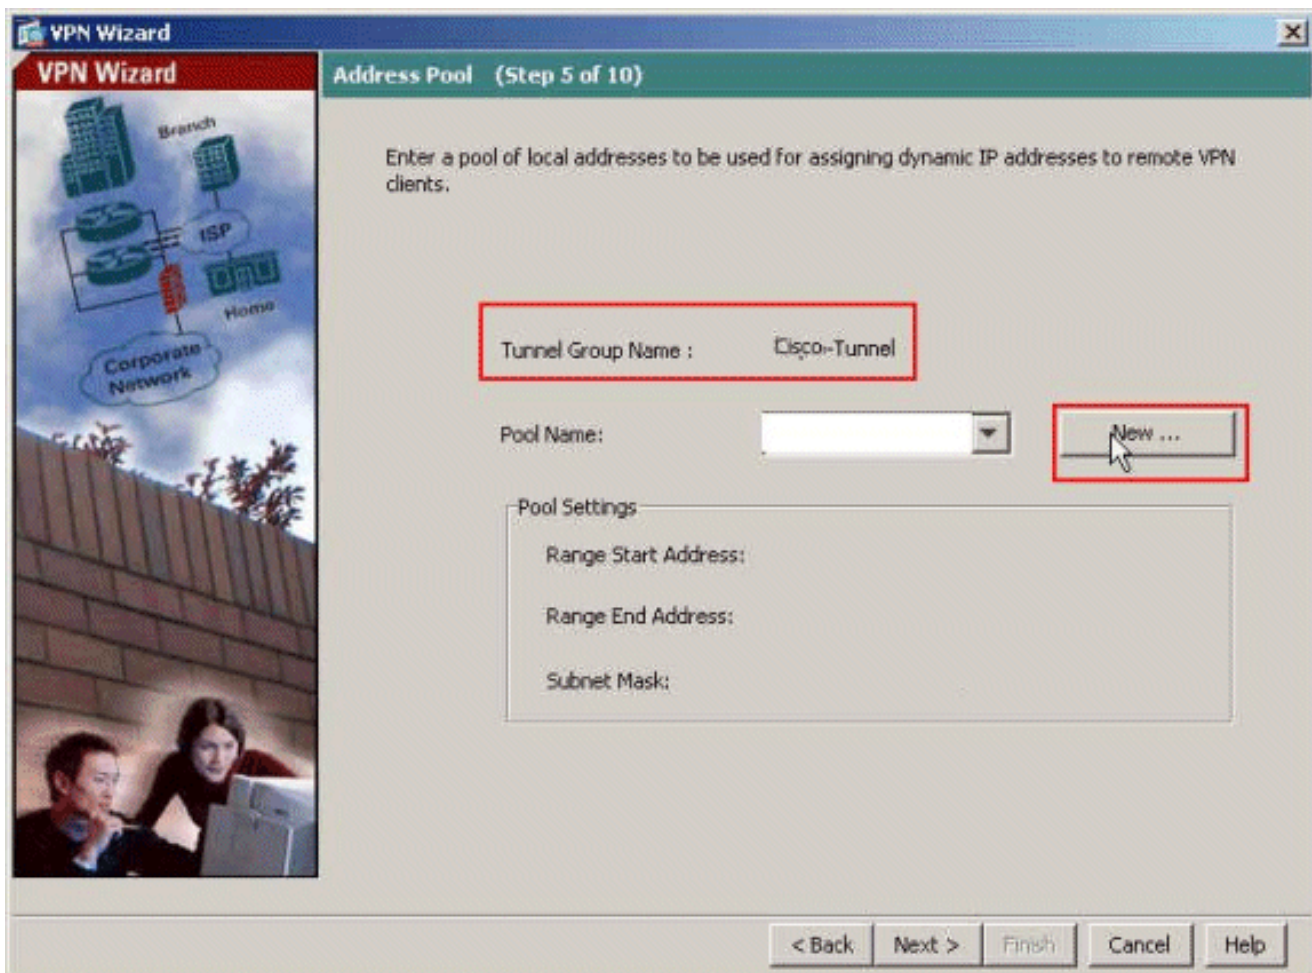 VPN Wizard
VPN Wizard
Address Pool (Step 5 of 10)
Branch
ISP
Home
Corporate
Network
Enter a pool of local addresses to be used for assigning dynamic IP addresses to remote VPN
clients.
Tunnel Group Name : Cisco-Tunnel
Pool Name:
New ...
Pool Settings
Range Start Address:
Range End Address:
Subnet Mask:
< Back Next > Finish Cancel Help